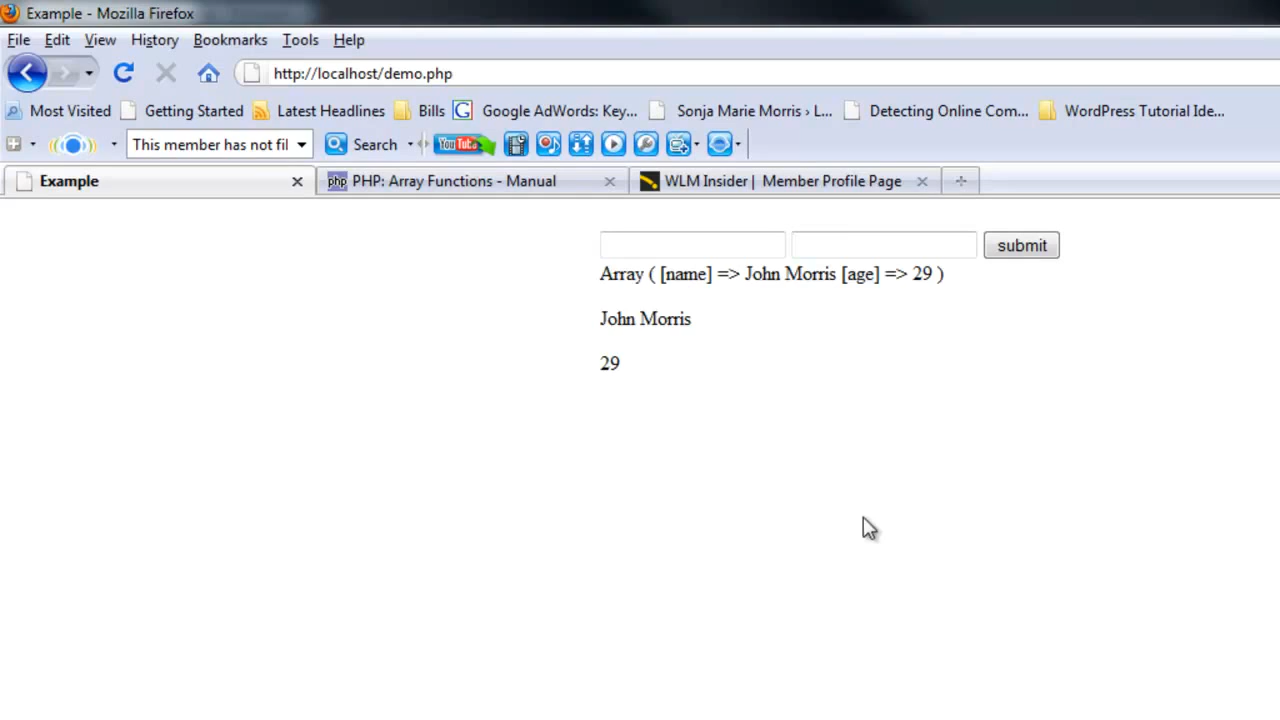 Example - Mozilla Firefox
File Edit View History Bookmarks Tools Help
http://localhost/demo.php
Most Visited Getting Started Latest Headlines Bills G Google AdWords: Key... Sonja Marie Morris › L... Detecting Online Com... WordPress Tutorial Ide...
This member has not fil Search YouTube
Example php PHP: Array Functions - Manual WLM Insider | Member Profile Page
submit
Array ( [name] => John Morris [age] => 29 )
John Morris
29